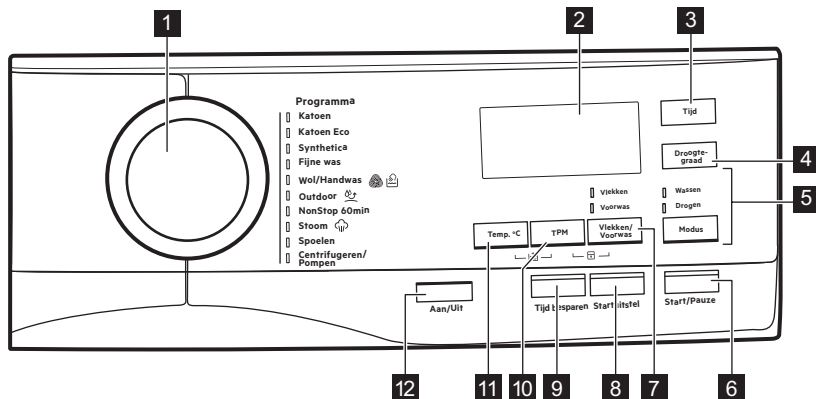 1
2
3
Programma
Katoen
Katoen Eco
Synthetica
Fijne was
Wol/Handwas
Outdoor
NonStop 60min
Stoom
Spoelen
Centrifugeren/
Pompen
Tijd
Droogte-
graad
4
5
Vlekken
Voorwas
Wassen
Drogen
Temp. °C
TPM
Vlekken/
Voorwas
Modus
Aan/Uit
Tijd besparen
Startuitstel
Start/Pauze
12
11
10
9
8
7
6